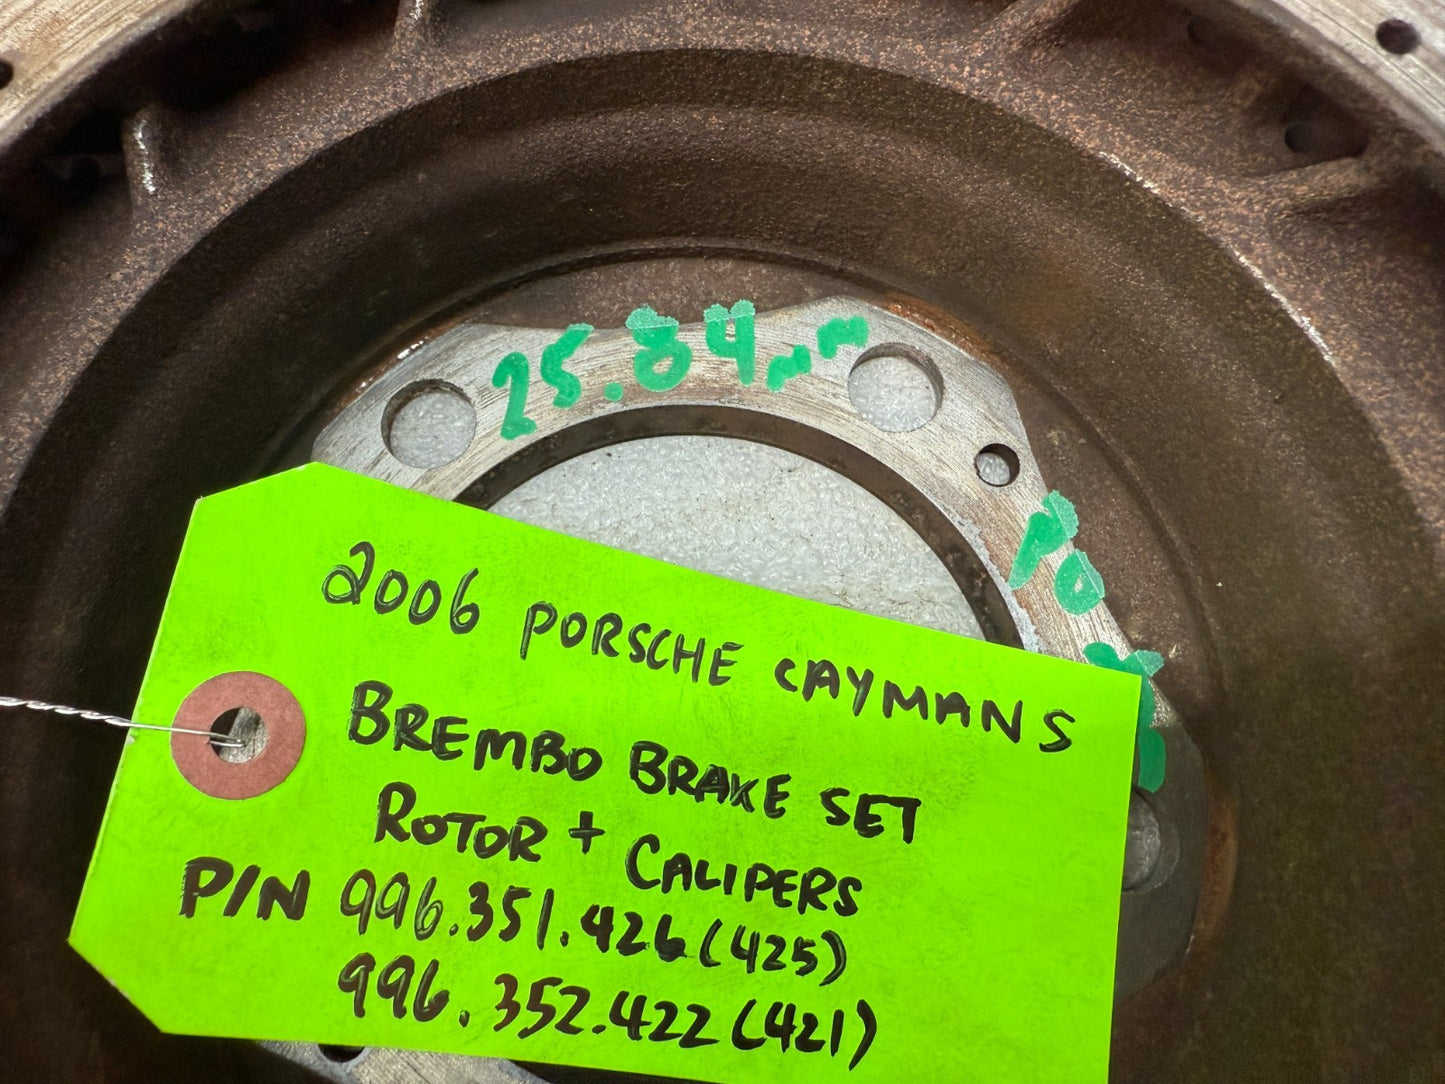 25.84mm
2006 PORSCHE CAYMAN S
BREMBO BRAKE SET
ROTOR + CALIPERS
P/N 996.351.426(425)
996.352.422(421)